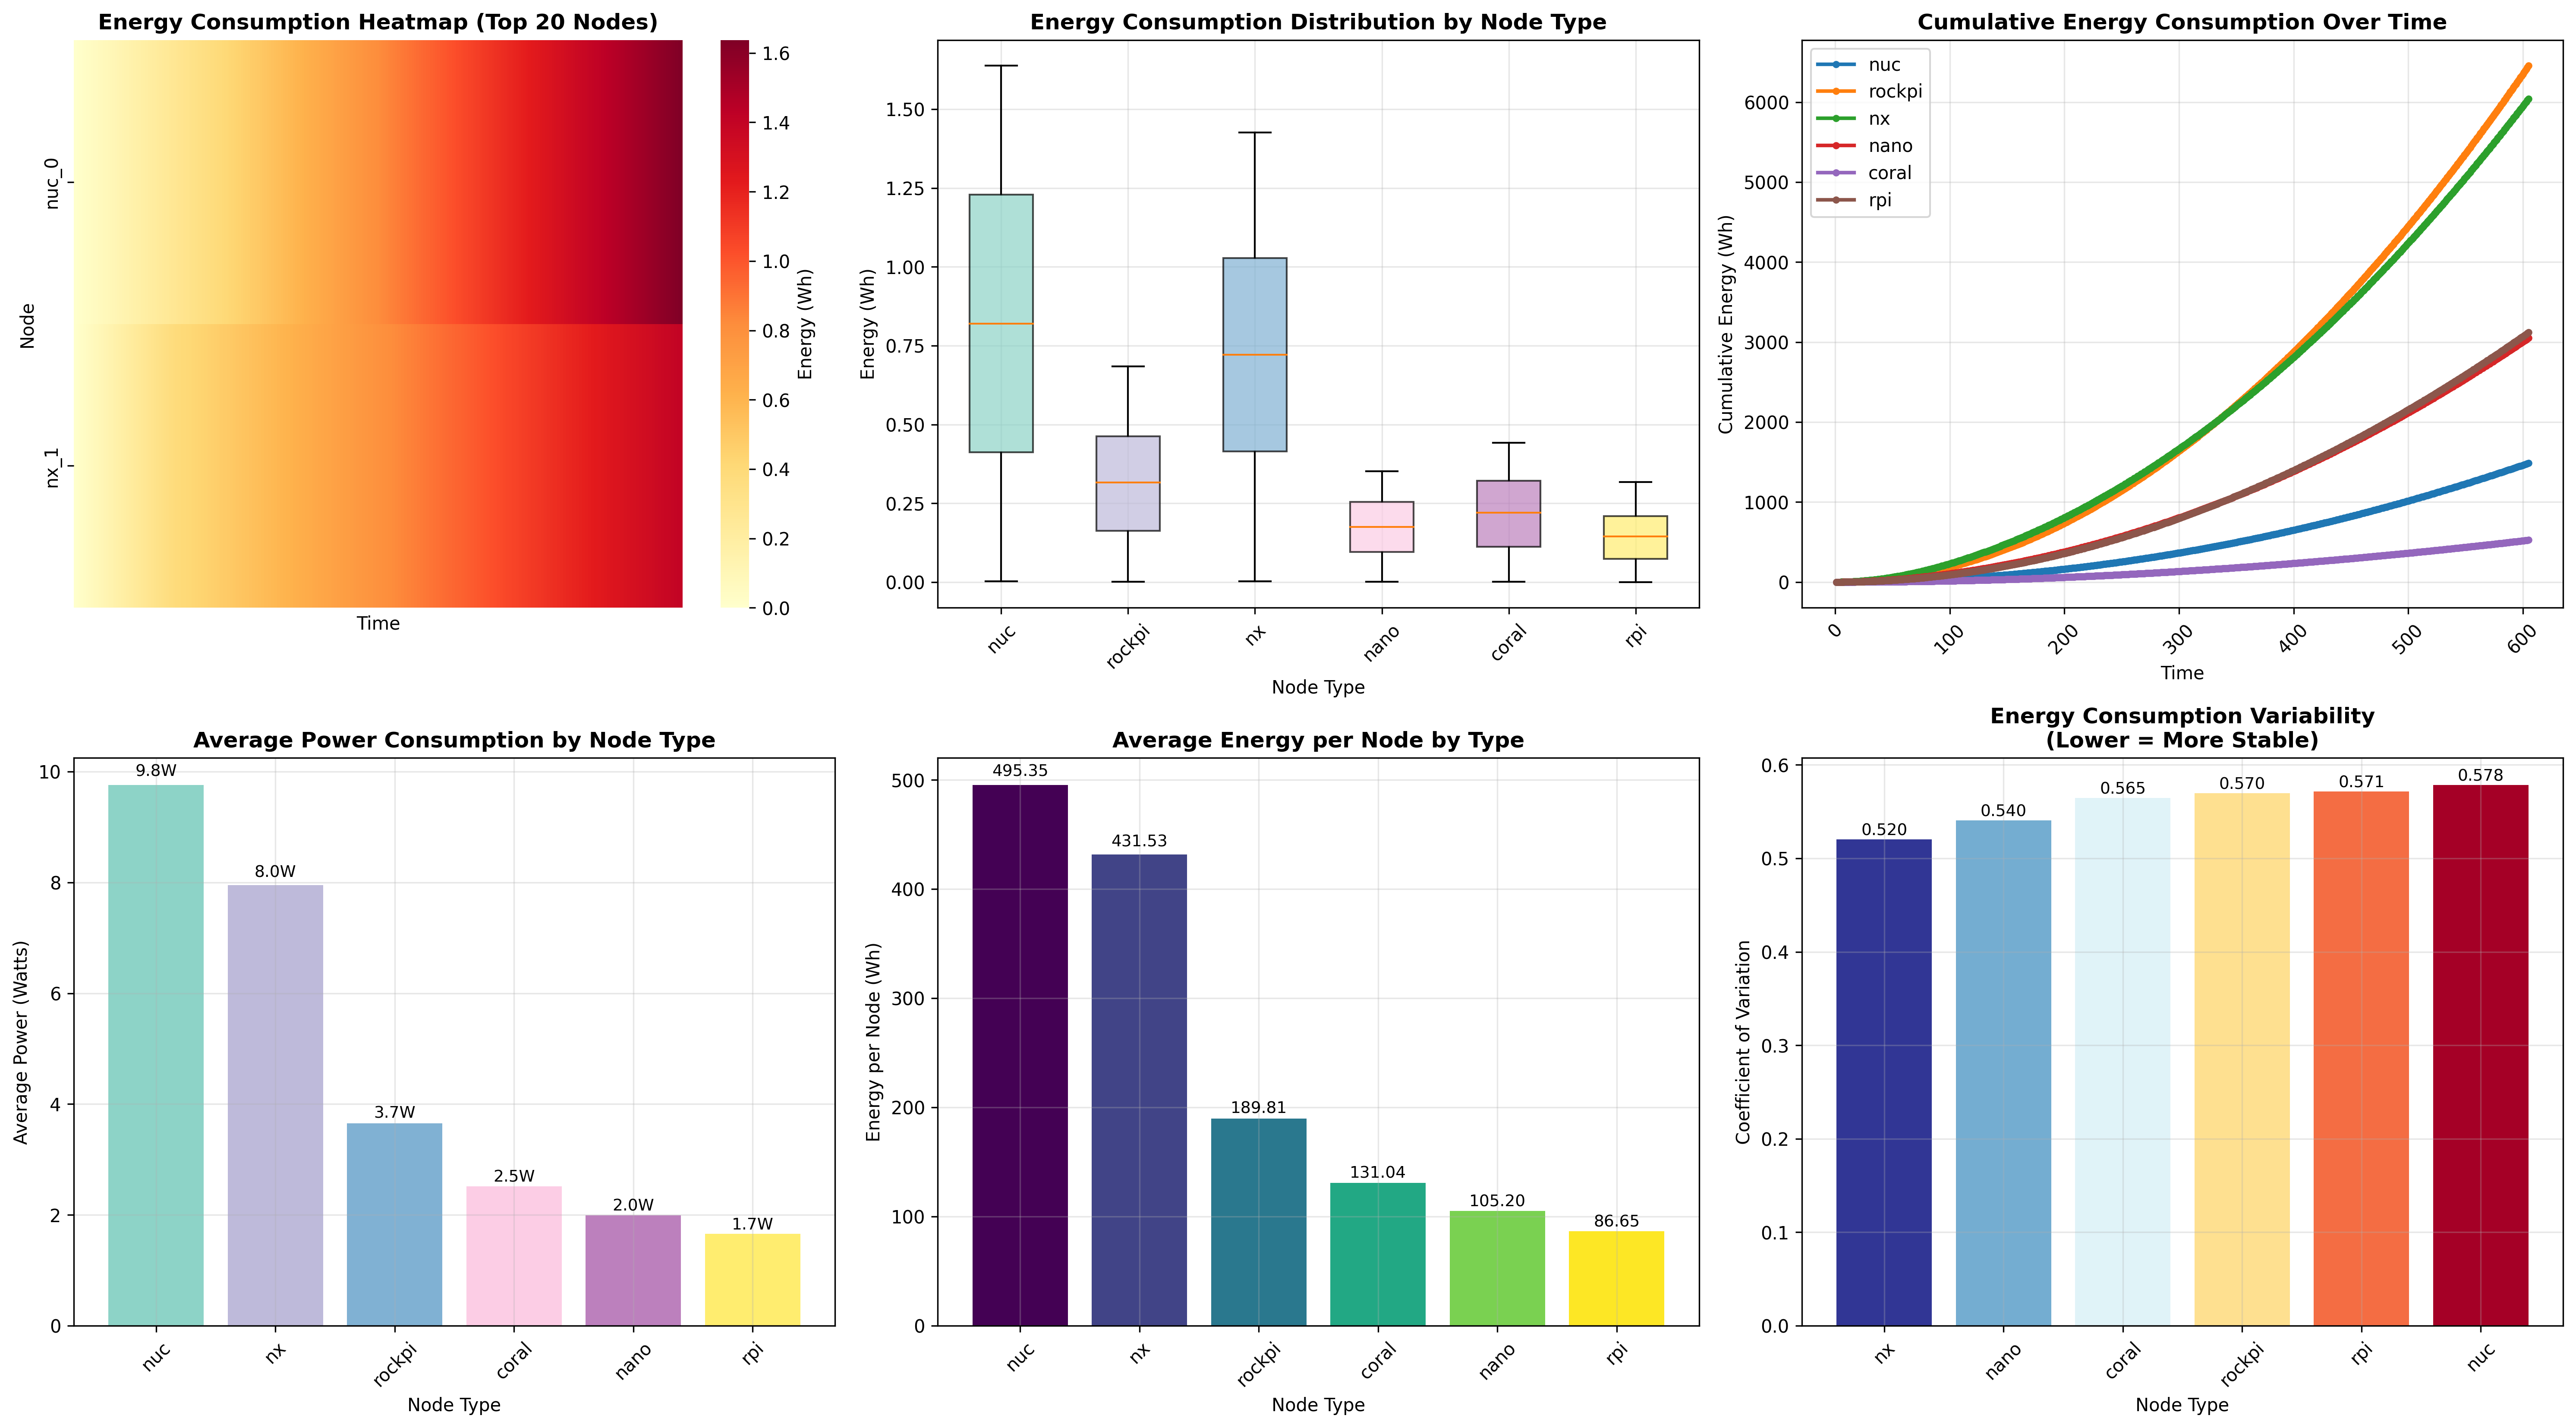 Energy Consumption Heatmap (Top 20 Nodes)
Node
nuc_0
nx_1
Time
1.6
1.4
1.2
1.0
0.8
0.6
0.4
0.2
0.0
Energy (Wh)
Energy Consumption Distribution by Node Type
Energy (Wh)
1.50
1.25
1.00
0.75
0.50
0.25
0.00
nuc
rockpi
nx
nano
coral
rpi
Node Type
Cumulative Energy Consumption Over Time
nuc
rockpi
nx
nano
coral
rpi
Cumulative Energy (Wh)
6000
5000
4000
3000
2000
1000
0
0
100
200
300
400
500
600
Time
Average Power Consumption by Node Type
Average Power (Watts)
10
8
6
4
2
0
9.8W
8.0W
3.7W
2.5W
2.0W
1.7W
nuc
nx
rockpi
coral
nano
rpi
Node Type
Average Energy per Node by Type
Energy per Node (Wh)
500
400
300
200
100
0
495.35
431.53
189.81
131.04
105.20
86.65
nuc
nx
rockpi
coral
nano
rpi
Node Type
Energy Consumption Variability
(Lower = More Stable)
Coefficient of Variation
0.6
0.5
0.4
0.3
0.2
0.1
0.0
0.520
0.540
0.565
0.570
0.571
0.578
nx
nano
coral
rockpi
rpi
nuc
Node Type